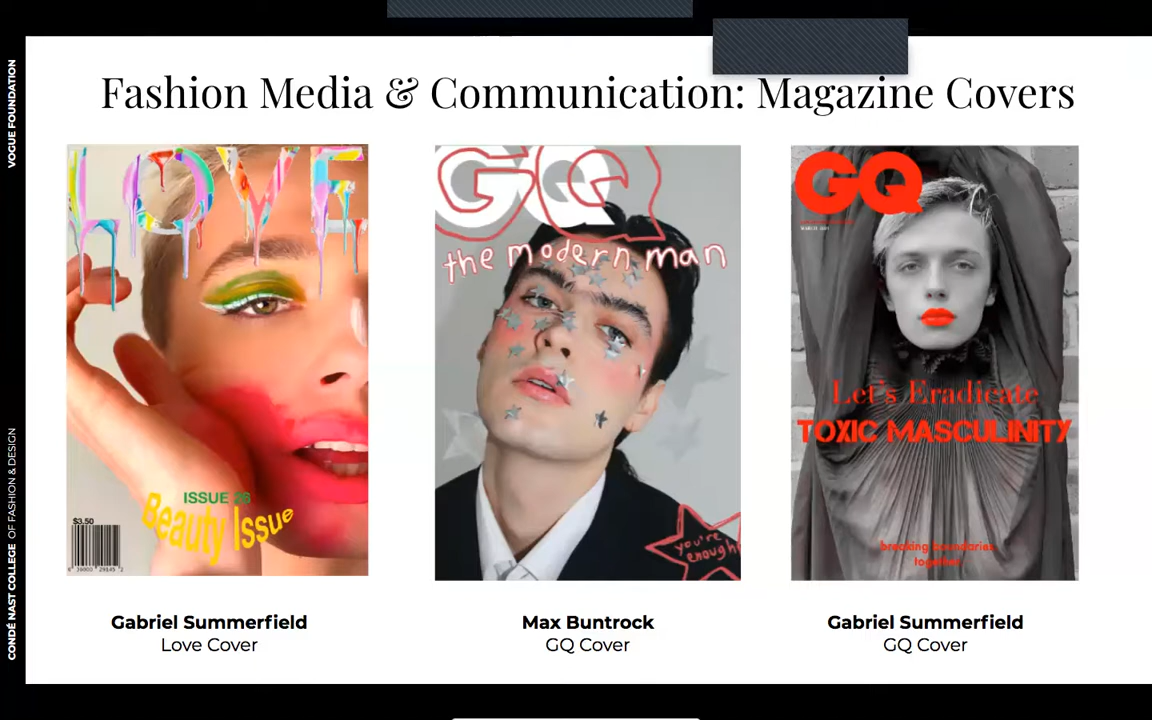 VOGUE FOUNDATION
CONDÉ NAST COLLEGE OF FASHION & DESIGN
Fashion Media & Communication: Magazine Covers
LOVE
ISSUE 26
Beauty Issue
$3.50
Gabriel Summerfield
Love Cover
GQ
the modern man
you're
enough!
Max Buntrock
GQ Cover
GQ
Let's Eradicate
TOXIC MASCULINITY
breaking boundaries
together
Gabriel Summerfield
GQ Cover